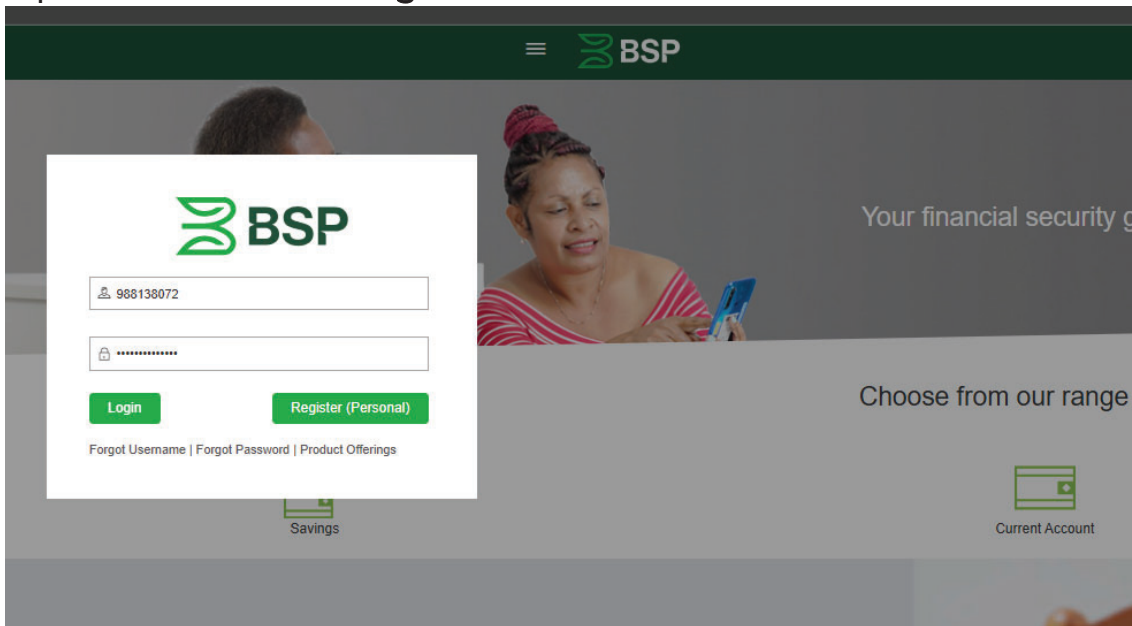 BSP
Your financial security g
BSP
988138072
••••••••••••••
Login
Register (Personal)
Forgot Username | Forgot Password | Product Offerings
Choose from our range
Savings
Current Account